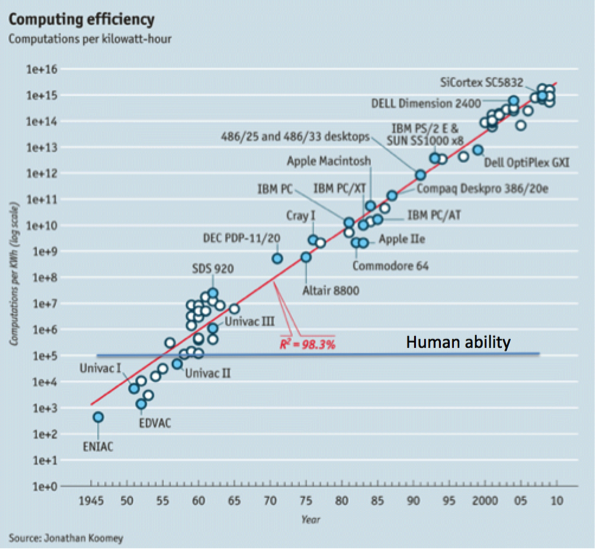 Computing efficiency
Computations per kilowatt-hour
1e+16
1e+15
1e+14
1e+13
1e+12
1e+11
1e+10
1e+9
1e+8
1e+7
1e+6
1e+5
1e+4
1e+3
1e+2
1e+1
1e+0
Computations per KWh (log scale)
SiCortex SC5832
DELL Dimension 2400
IBM PS/2 E &
SUN SS1000 x8
486/25 and 486/33 desktops
Dell OptiPlex GXI
Apple Macintosh
IBM PC
IBM PC/XT
Compaq Deskpro 386/20e
Cray I
IBM PC/AT
DEC PDP-11/20
Apple IIe
Commodore 64
SDS 920
Altair 8800
Univac III
R² = 98.3%
Human ability
Univac I
Univac II
EDVAC
ENIAC
1945 50 55 60 65 70 75 80 85 90 95 2000 05 10
Year
Source: Jonathan Koomey